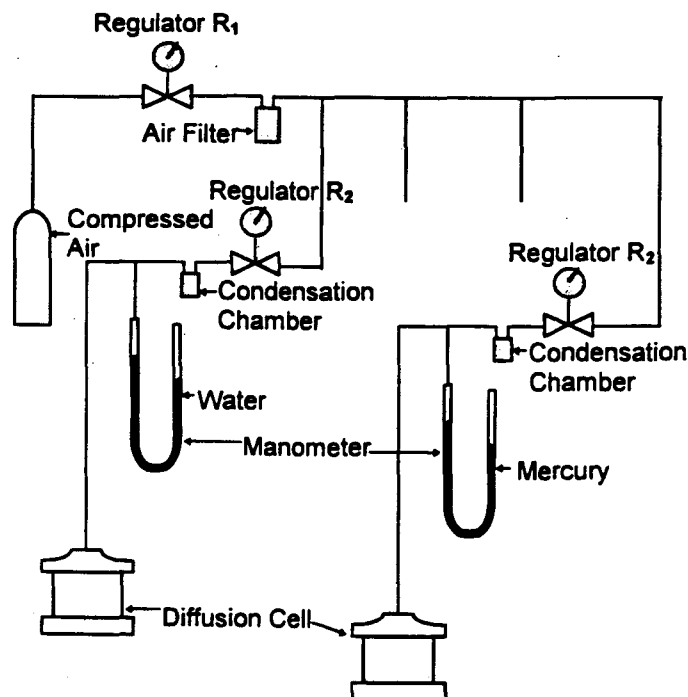 Regulator R₁
Air Filter
Regulator R₂
Compressed
Air
Condensation
Chamber
Regulator R₂
Condensation
Chamber
Water
Manometer
Mercury
Diffusion Cell